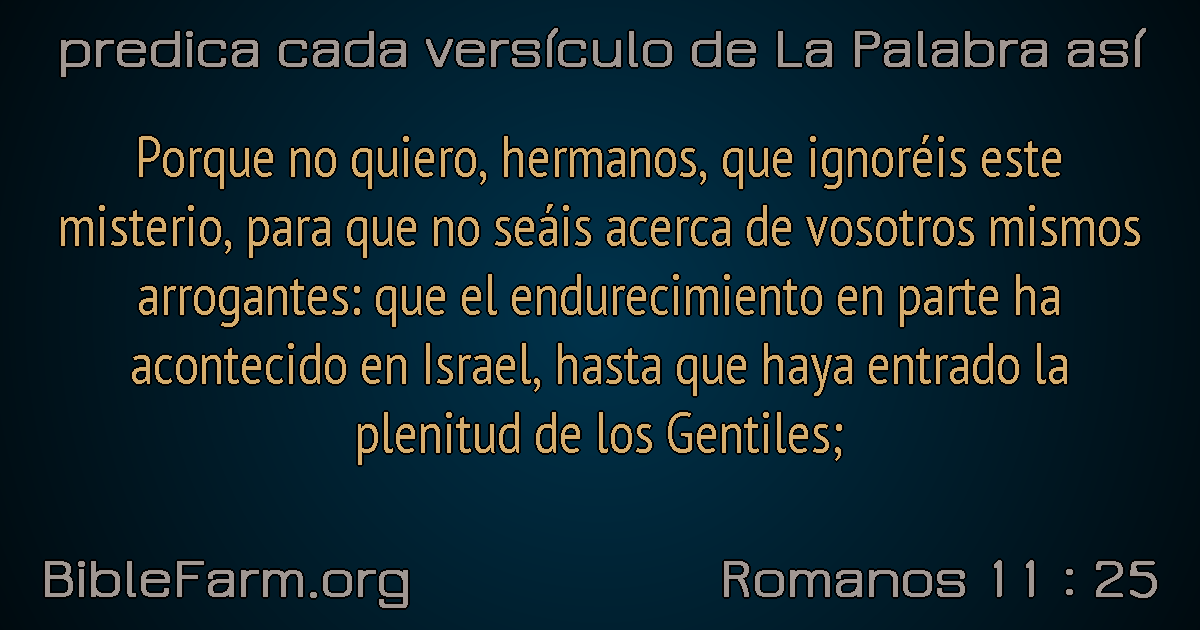 predica cada versículo de La Palabra así
Porque no quiero, hermanos, que ignoréis este
misterio, para que no seáis acerca de vosotros mismos
arrogantes: que el endurecimiento en parte ha
acontecido en Israel, hasta que haya entrado la
plenitud de los Gentiles;
BibleFarm.org
Romanos 11 : 25